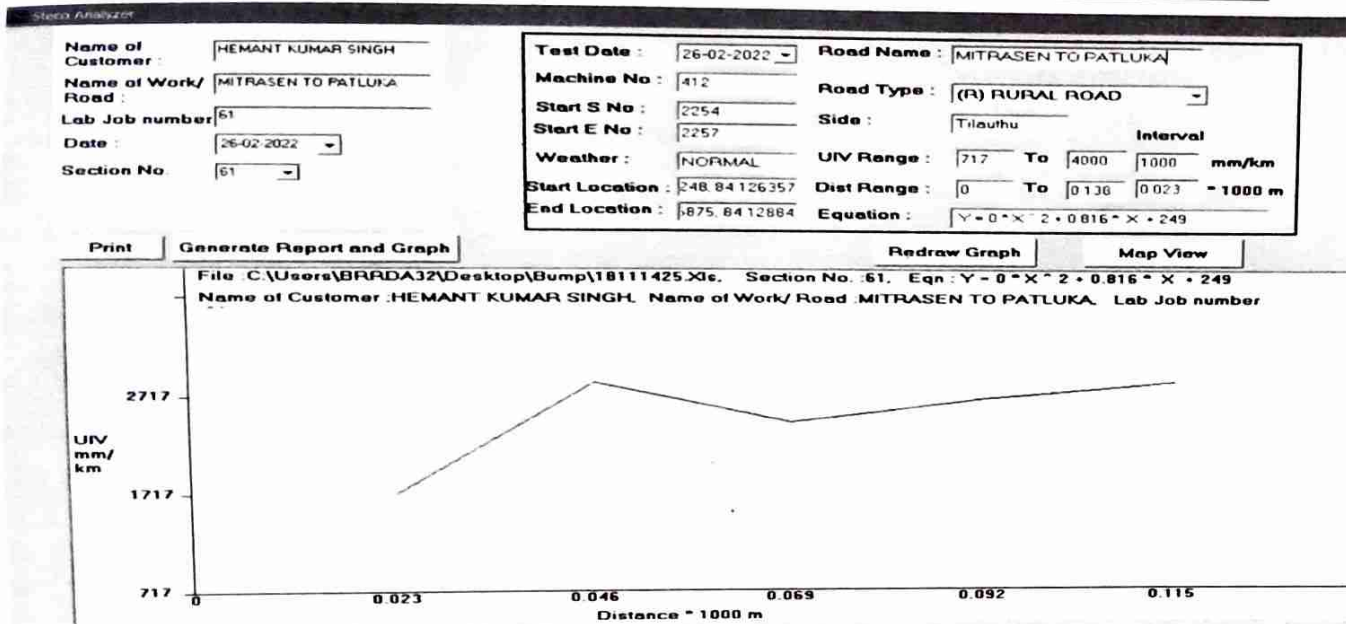 Steco Analyzer
Name of Customer : HEMANT KUMAR SINGH
Name of Work/ Road : MITRASEN TO PATLUKA
Lab Job number 61
Date : 26-02-2022
Section No. 61
Test Date : 26-02-2022
Machine No : 412
Start S No : 2254
Start E No : 2257
Weather : NORMAL
Start Location : 248, 84.126357
End Location : 5875, 84.12884
Road Name : MITRASEN TO PATLUKA
Road Type : (R) RURAL ROAD
Side : Tilauthu
Interval
UIV Range : 717 To 4000 1000 mm/km
Dist Range : 0 To 0.138 0.023 * 1000 m
Equation : Y = 0 * X ^ 2 + 0.816 * X + 249
Print
Generate Report and Graph
Redraw Graph
Map View
File :C:\Users\BRRDA32\Desktop\Bump\18111425.Xls, Section No. :61, Eqn : Y = 0 * X ^ 2 + 0.816 * X + 249
Name of Customer :HEMANT KUMAR SINGH, Name of Work/ Road :MITRASEN TO PATLUKA, Lab Job number
2717
UIV
mm/
km
1717
717
0 0.023 0.046 0.069 0.092 0.115
Distance * 1000 m